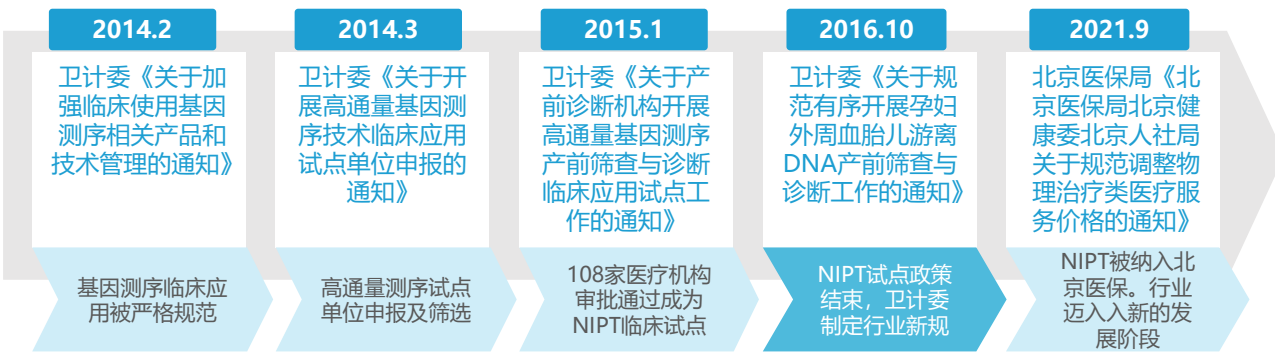 2014.2
卫计委《关于加
强临床使用基因
测序相关产品和
技术管理的通知》
基因测序临床应
用被严格规范
2014.3
卫计委《关于开
展高通量基因测
序技术临床应用
试点单位申报的
通知》
高通量测序试点
单位申报及筛选
2015.1
卫计委《关于产
前诊断机构开展
高通量基因测序
产前筛查与诊断
临床应用试点工
作的通知》
108家医疗机构
审批通过成为
NIPT临床试点
2016.10
卫计委《关于规
范有序开展孕妇
外周血胎儿游离
DNA产前筛查与
诊断工作的通知》
NIPT试点政策
结束，卫计委
制定行业新规
2021.9
北京医保局《北
京医保局北京健
康委北京人社局
关于规范调整物
理治疗类医疗服
务价格的通知》
NIPT被纳入北
京医保。行业
迈入入新的发
展阶段